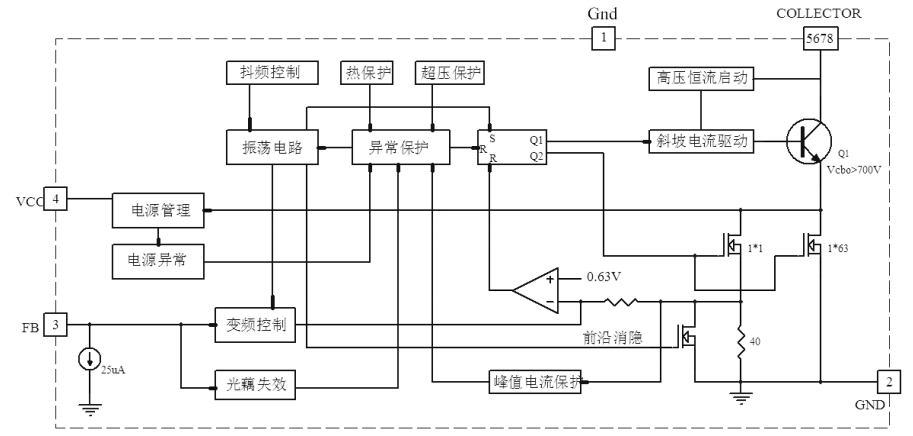 Gnd
COLLECTOR
1
5678
抖频控制
热保护
超压保护
高压恒流启动
振荡电路
异常保护
S
R
R
Q1
Q2
斜坡电流驱动
Q1
Vcbo>700V
VCC
4
电源管理
电源异常
1*1
1*63
0.63V
+
−
FB
3
变频控制
前沿消隐
40
25uA
光藕失效
峰值电流保护
2
GND